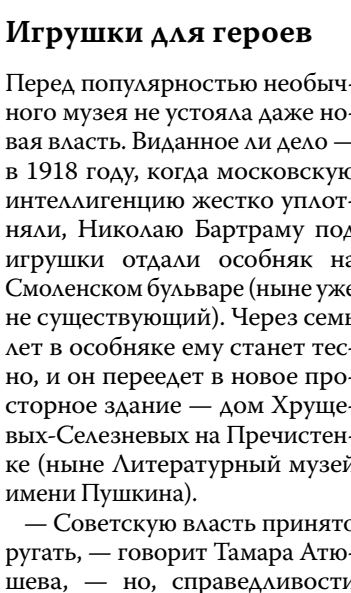 Игрушки для героев
Перед популярностью необыч-
ного музея не устояла даже но-
вая власть. Виданное ли дело —
в 1918 году, когда московскую
интеллигенцию жестко уплот-
няли, Николаю Бартраму под
игрушки отдали особняк на
Смоленском бульваре (ныне уже
не существующий). Через семь
лет в особняке ему станет тес-
но, и он переедет в новое про-
сторное здание — дом Хруще-
вых-Селезневых на Пречистен-
ке (ныне Литературный музей
имени Пушкина).
— Советскую власть принято
ругать, — говорит Тамара Атю-
шева, — но, справедливости